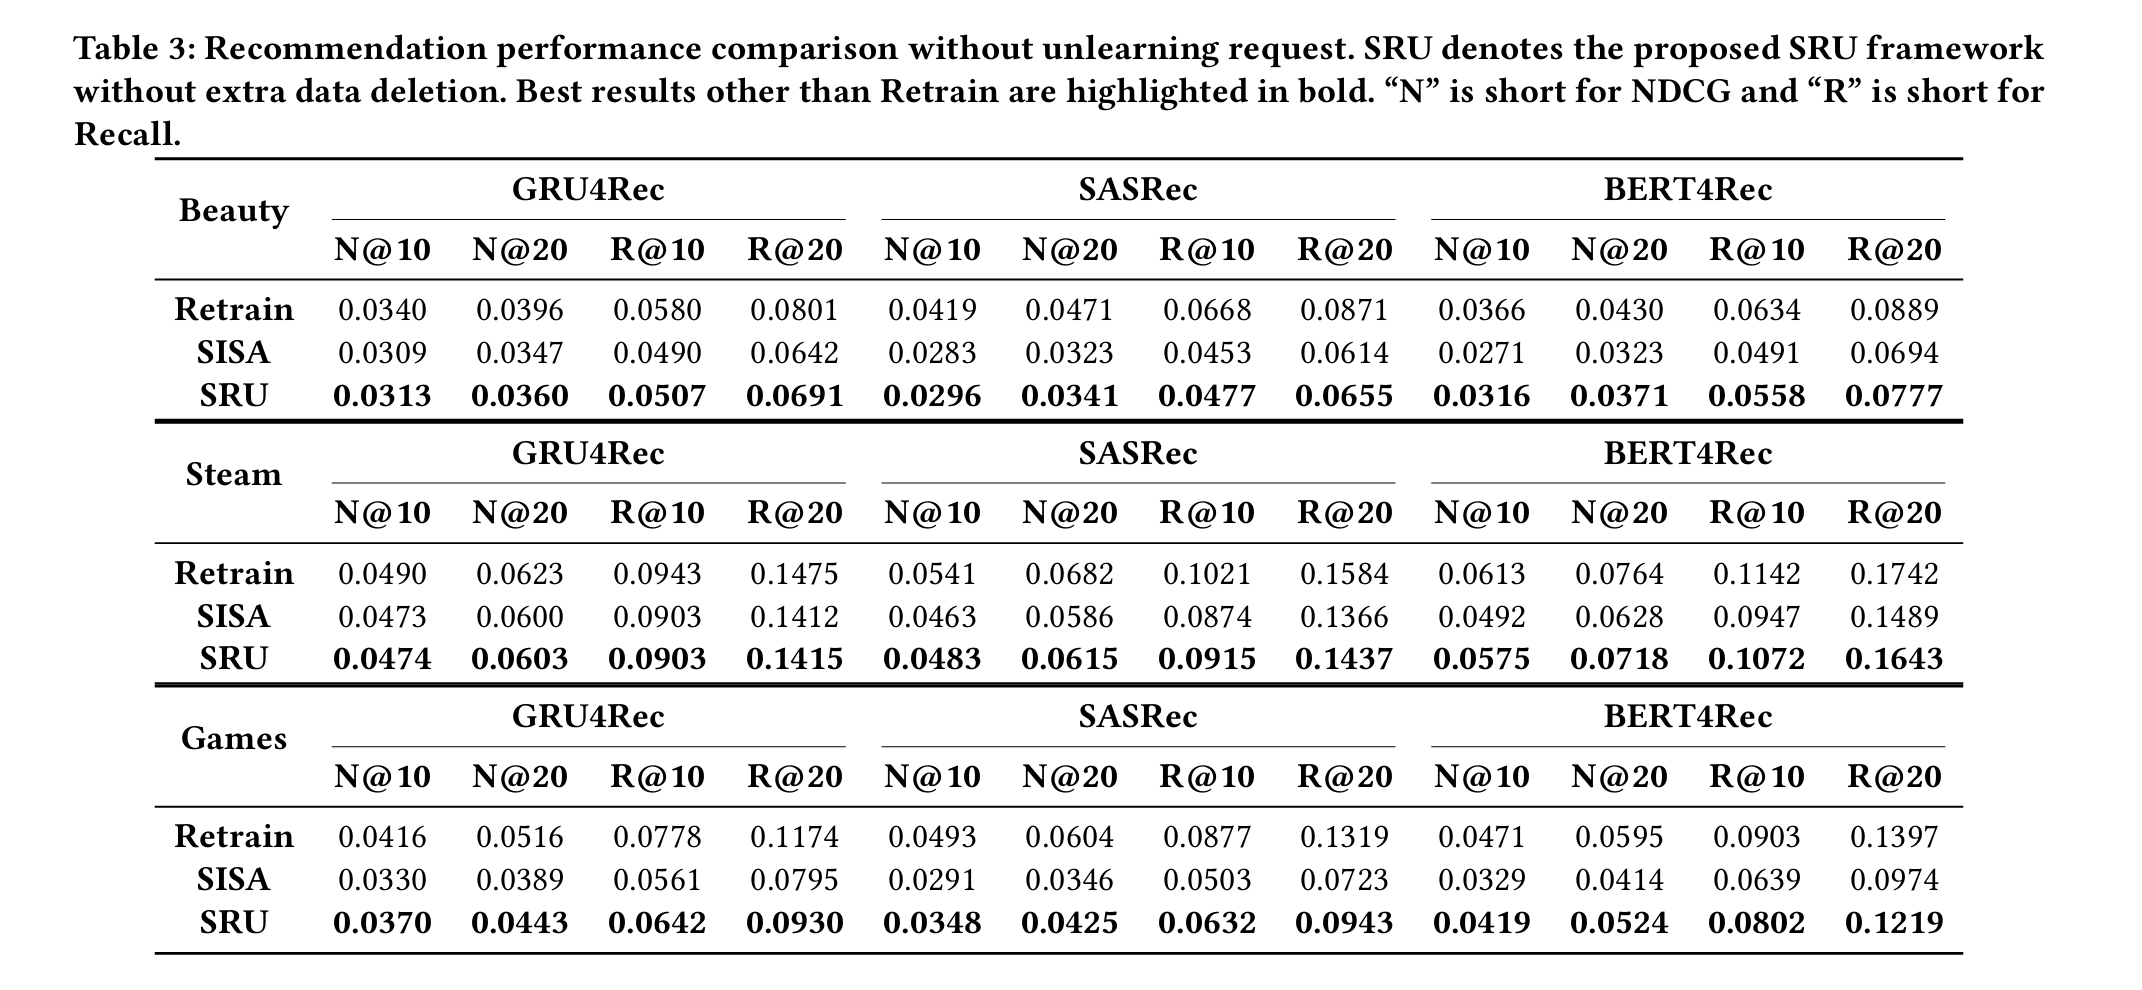 Table 3: Recommendation performance comparison without unlearning request. SRU denotes the proposed SRU framework
without extra data deletion. Best results other than Retrain are highlighted in bold. “N” is short for NDCG and “R” is short for
Recall.
Beauty GRU4Rec SASRec BERT4Rec
N@10 N@20 R@10 R@20 N@10 N@20 R@10 R@20 N@10 N@20 R@10 R@20
Retrain 0.0340 0.0396 0.0580 0.0801 0.0419 0.0471 0.0668 0.0871 0.0366 0.0430 0.0634 0.0889
SISA 0.0309 0.0347 0.0490 0.0642 0.0283 0.0323 0.0453 0.0614 0.0271 0.0323 0.0491 0.0694
SRU 0.0313 0.0360 0.0507 0.0691 0.0296 0.0341 0.0477 0.0655 0.0316 0.0371 0.0558 0.0777
Steam GRU4Rec SASRec BERT4Rec
N@10 N@20 R@10 R@20 N@10 N@20 R@10 R@20 N@10 N@20 R@10 R@20
Retrain 0.0490 0.0623 0.0943 0.1475 0.0541 0.0682 0.1021 0.1584 0.0613 0.0764 0.1142 0.1742
SISA 0.0473 0.0600 0.0903 0.1412 0.0463 0.0586 0.0874 0.1366 0.0492 0.0628 0.0947 0.1489
SRU 0.0474 0.0603 0.0903 0.1415 0.0483 0.0615 0.0915 0.1437 0.0575 0.0718 0.1072 0.1643
Games GRU4Rec SASRec BERT4Rec
N@10 N@20 R@10 R@20 N@10 N@20 R@10 R@20 N@10 N@20 R@10 R@20
Retrain 0.0416 0.0516 0.0778 0.1174 0.0493 0.0604 0.0877 0.1319 0.0471 0.0595 0.0903 0.1397
SISA 0.0330 0.0389 0.0561 0.0795 0.0291 0.0346 0.0503 0.0723 0.0329 0.0414 0.0639 0.0974
SRU 0.0370 0.0443 0.0642 0.0930 0.0348 0.0425 0.0632 0.0943 0.0419 0.0524 0.0802 0.1219